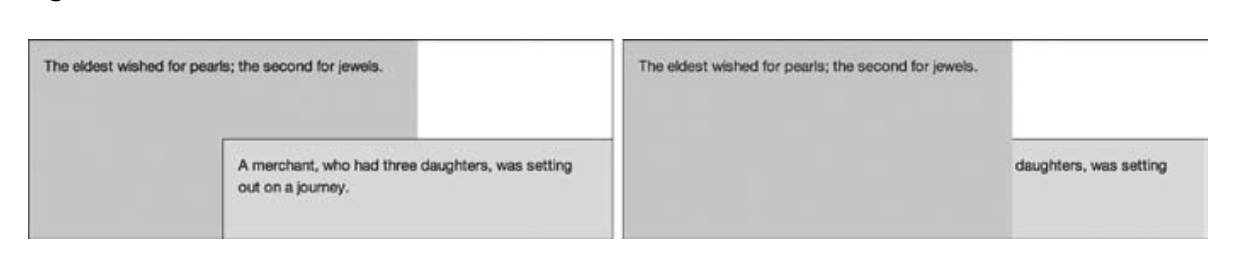 The eldest wished for pearls; the second for jewels.
A merchant, who had three daughters, was setting
out on a journey.
The eldest wished for pearls; the second for jewels.
daughters, was setting